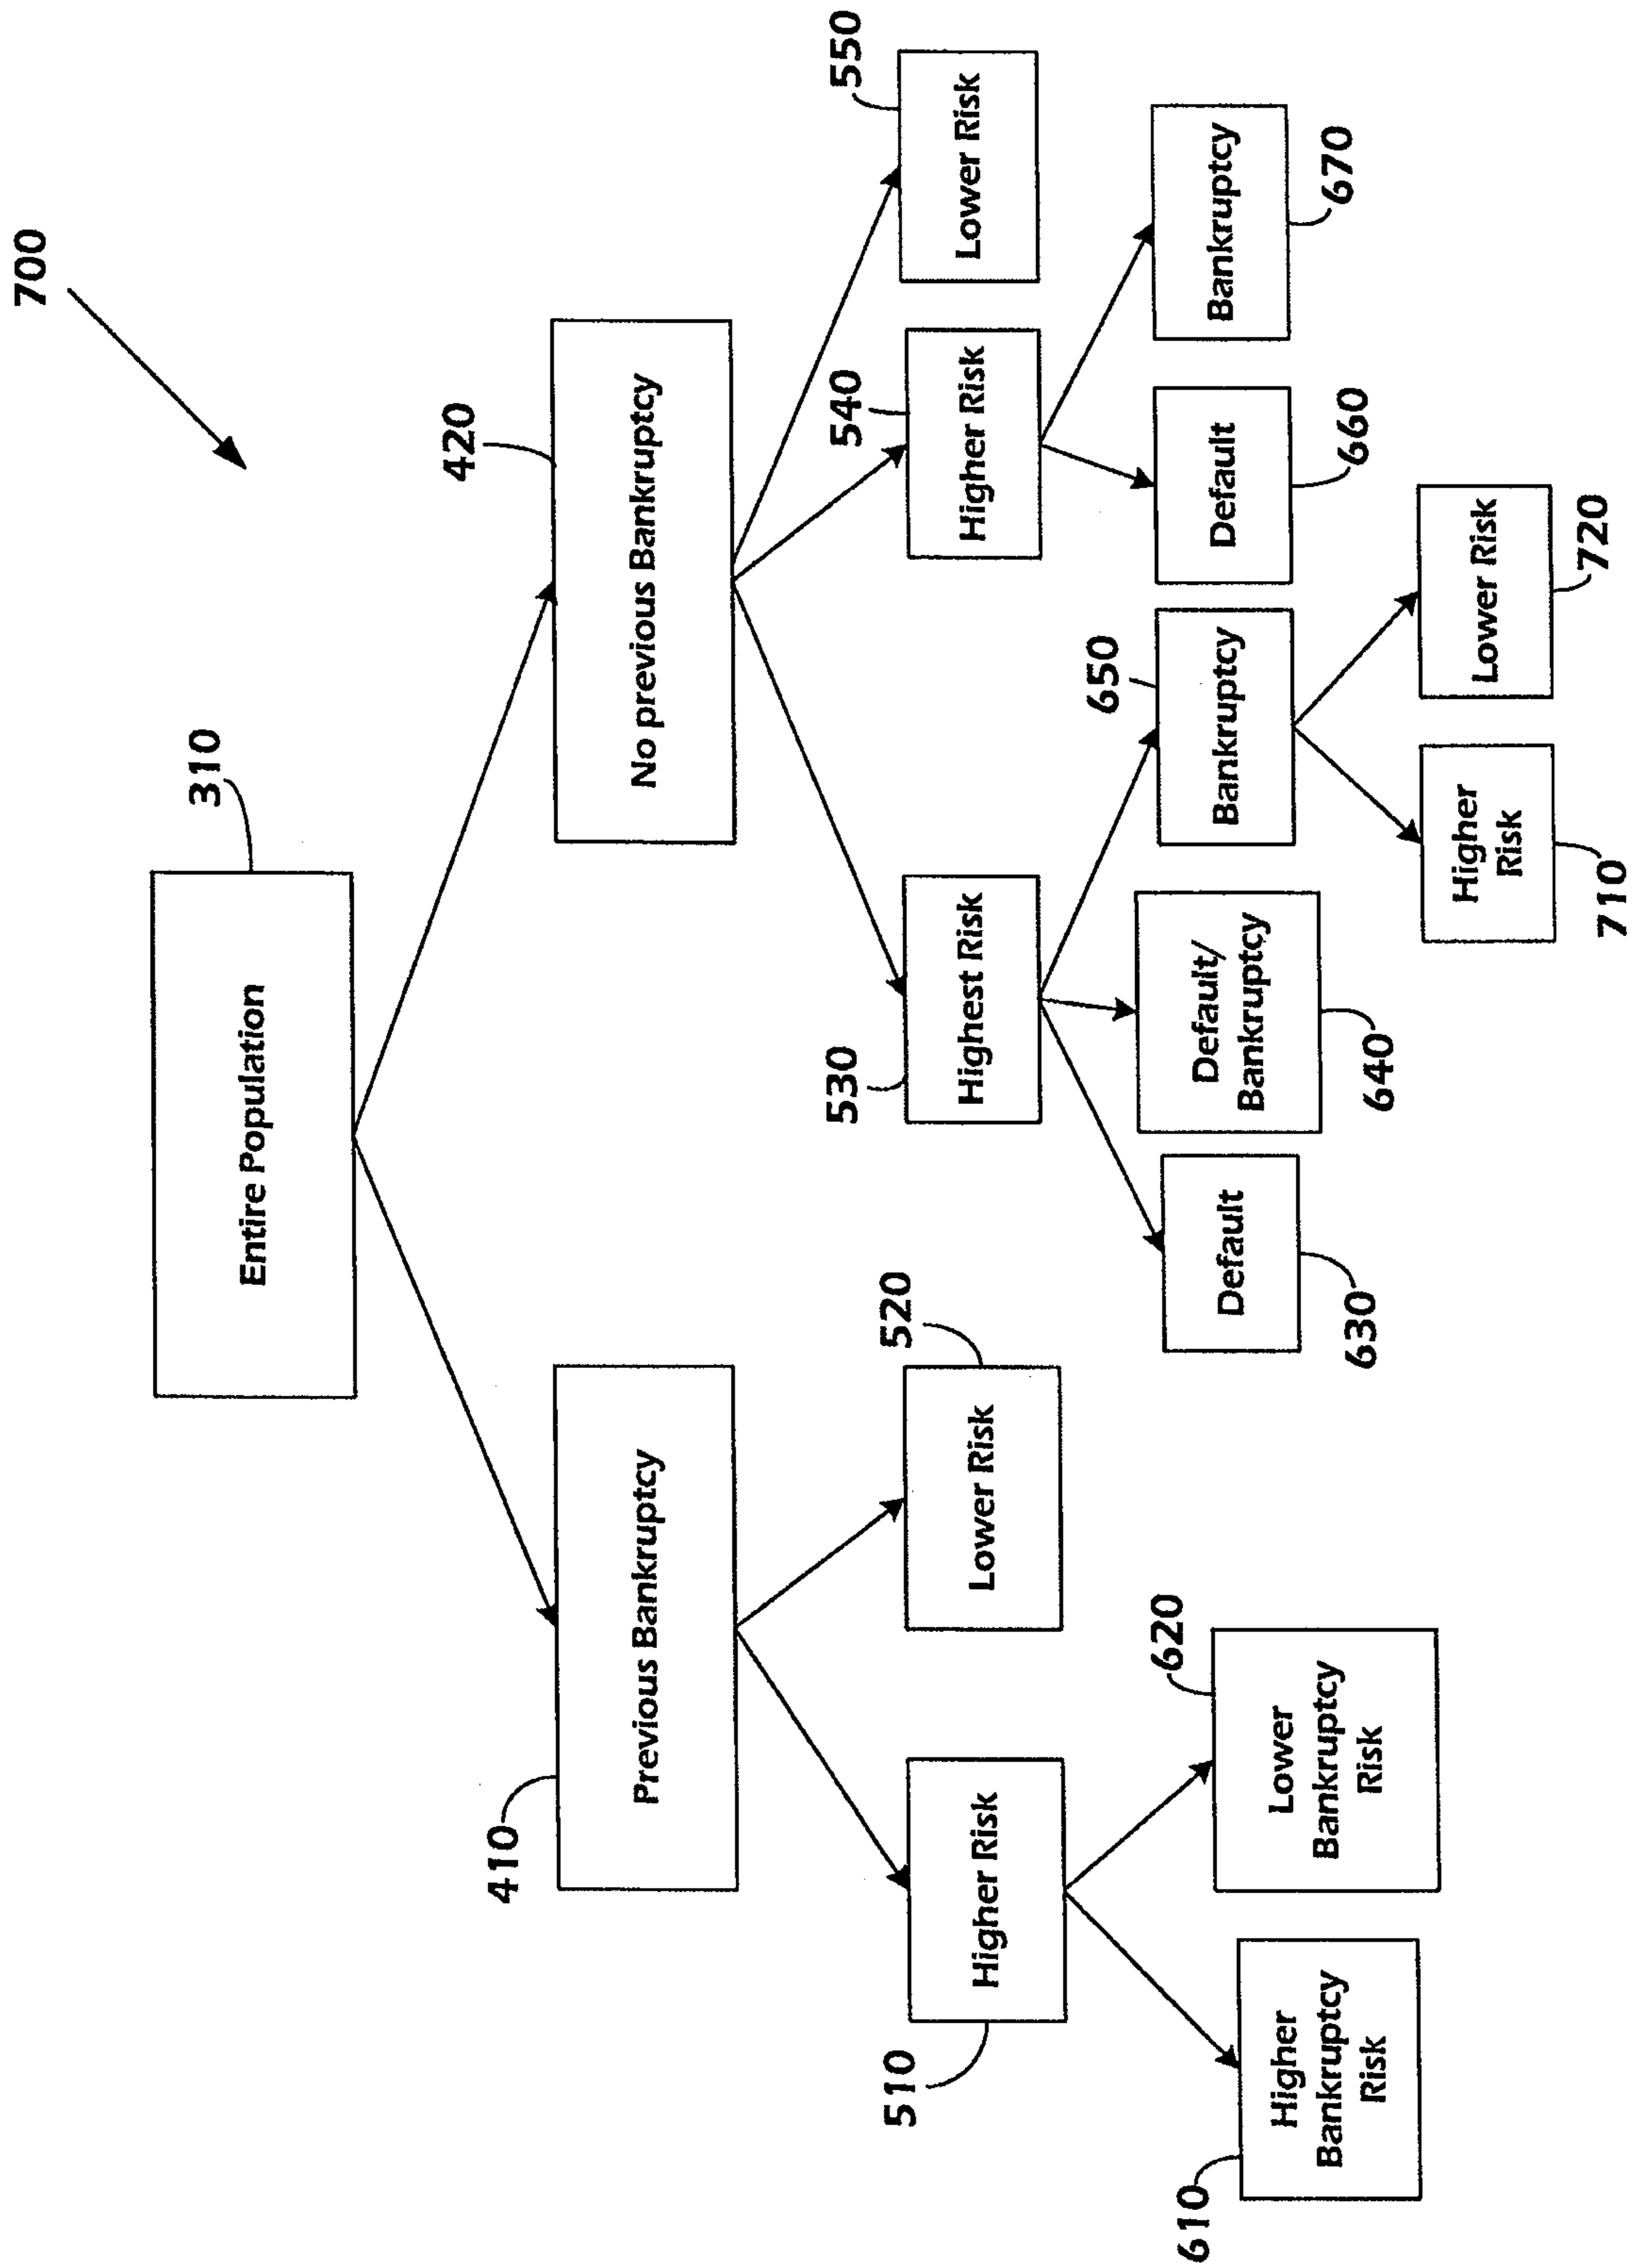 700
310
Entire Population
410
Previous Bankruptcy
420
No previous Bankruptcy
510
Higher Risk
520
Lower Risk
530
Highest Risk
540
Higher Risk
550
Lower Risk
610
Higher
Bankruptcy
Risk
620
Lower
Bankruptcy
Risk
Default
630
Default/
Bankruptcy
640
650
Bankruptcy
Default
660
Bankruptcy
670
Higher
Risk
710
Lower Risk
720